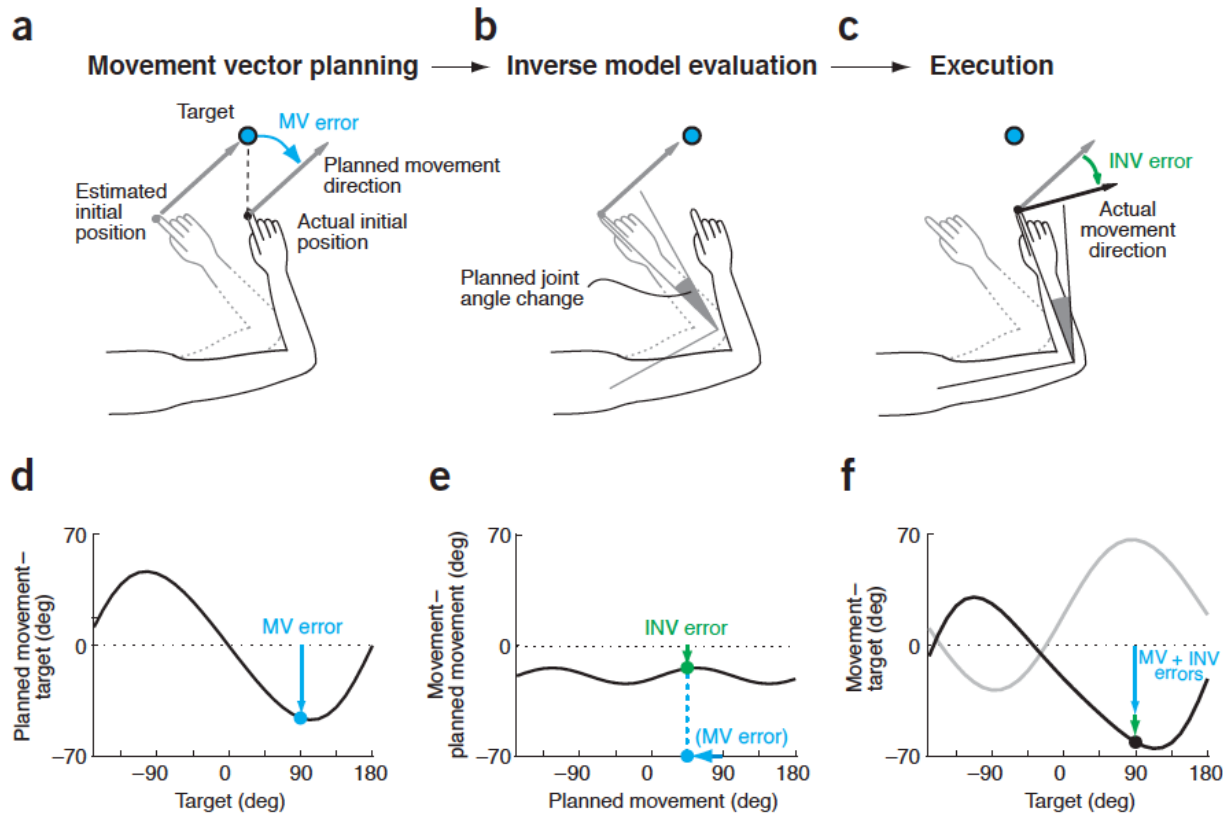 a
b
c
Movement vector planning
Inverse model evaluation
Execution
Target
MV error
Planned movement
direction
Estimated
initial
position
Actual initial
position
Planned joint
angle change
INV error
Actual
movement
direction
d
e
f
70
0
−70
Planned movement–
target (deg)
MV error
−90
0
90
180
Target (deg)
70
0
−70
Movement–
planned movement (deg)
INV error
(MV error)
−90
0
90
180
Planned movement (deg)
70
0
−70
Movement–
target (deg)
MV + INV
errors
−90
0
90
180
Target (deg)